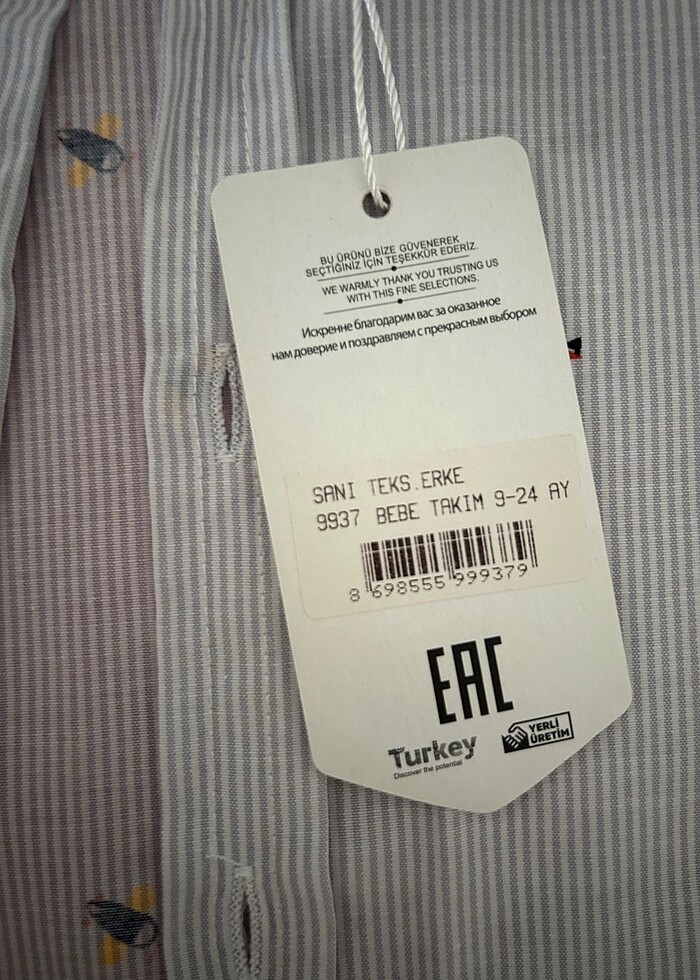 BU ÜRÜNÜ BİZE GÜVENEREK
SEÇTİĞİNİZ İÇİN TEŞEKKÜR EDERİZ.
WE WARMLY THANK YOU TRUSTING US
WITH THIS FINE SELECTIONS.
Искренне благодарим вас за оказанное
нам доверие и поздравляем с прекрасным выбором
SANI TEKS.ERKE
9937 BEBE TAKIM 9-24 AY
8 698555 999379
EAC
Turkey
Discover the potential
YERLİ
ÜRETİM